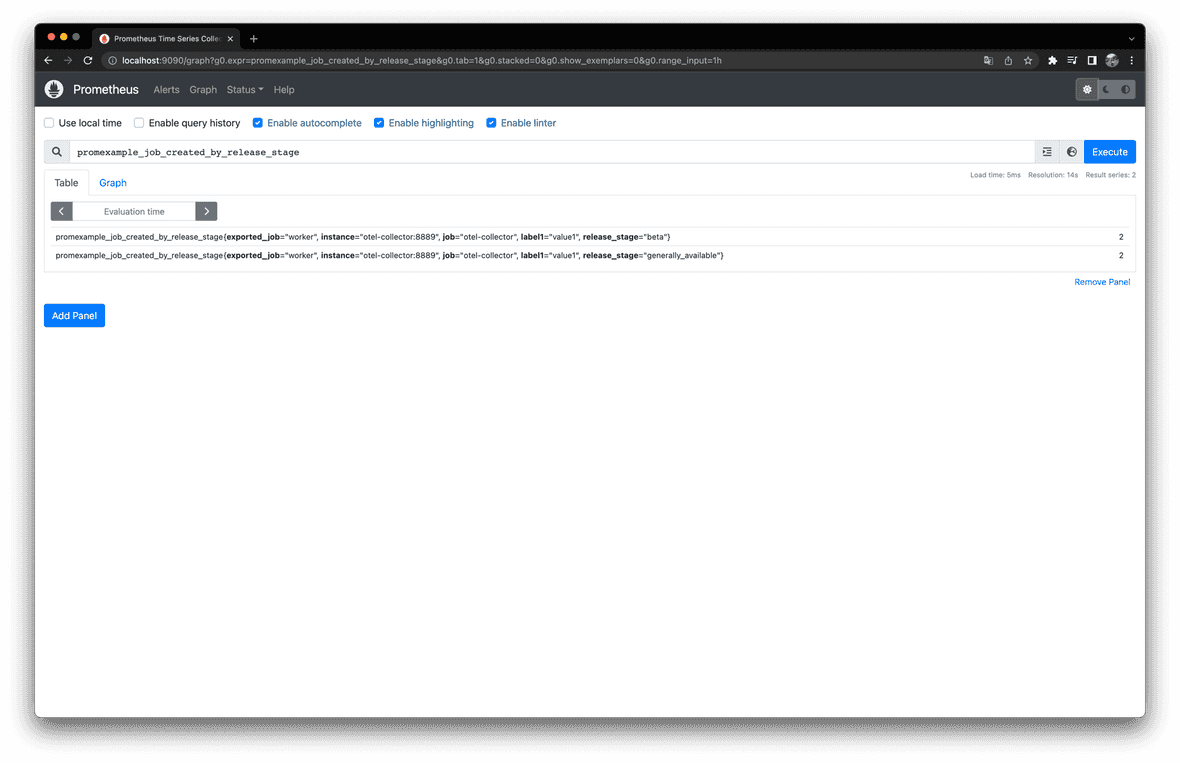 Prometheus Time Series Colle
localhost:9090/graph?g0.expr=promexample_job_created_by_release_stage&g0.tab=1&g0.stacked=0&g0.show_exemplars=0&g0.range_input=1h
Prometheus Alerts Graph Status Help
Use local time Enable query history Enable autocomplete Enable highlighting Enable linter
promexample_job_created_by_release_stage Execute
Load time: 5ms Resolution: 14s Result series: 2
Table Graph
Evaluation time
promexample_job_created_by_release_stage{exported_job="worker", instance="otel-collector:8889", job="otel-collector", label1="value1", release_stage="beta"} 2
promexample_job_created_by_release_stage{exported_job="worker", instance="otel-collector:8889", job="otel-collector", label1="value1", release_stage="generally_available"} 2
Remove Panel
Add Panel